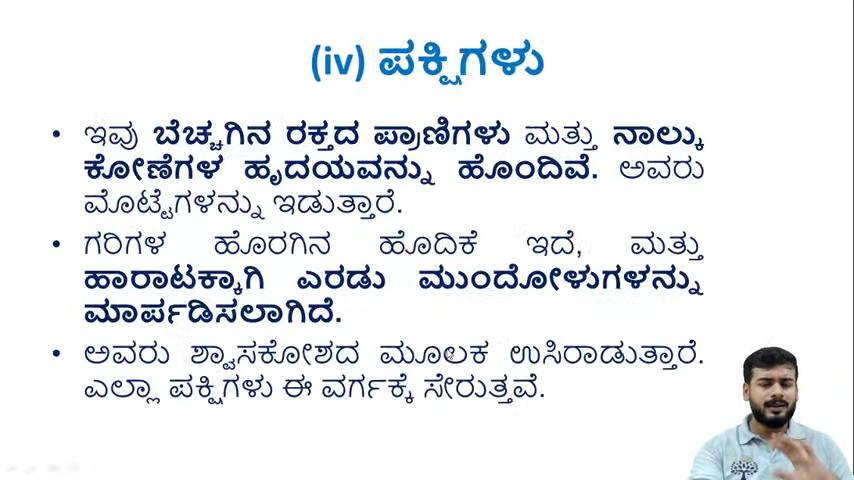 (iv) ಪಕ್ಷಿಗಳು
• ಇವು ಬೆಚ್ಚಗಿನ ರಕ್ತದ ಪ್ರಾಣಿಗಳು ಮತ್ತು ನಾಲ್ಕು
ಕೋಣೆಗಳ ಹೃದಯವನ್ನು ಹೊಂದಿವೆ. ಅವರು
ಮೊಟ್ಟೆಗಳನ್ನು ಇಡುತ್ತಾರೆ.
• ಗರಿಗಳ ಹೊರಗಿನ ಹೊದಿಕೆ ಇದೆ, ಮತ್ತು
ಹಾರಾಟಕ್ಕಾಗಿ ಎರಡು ಮುಂದೋಳುಗಳನ್ನು
ಮಾರ್ಪಡಿಸಲಾಗಿದೆ.
• ಅವರು ಶ್ವಾಸಕೋಶದ ಮೂಲಕ ಉಸಿರಾಡುತ್ತಾರೆ.
ಎಲ್ಲಾ ಪಕ್ಷಿಗಳು ಈ ವರ್ಗಕ್ಕೆ ಸೇರುತ್ತವೆ.